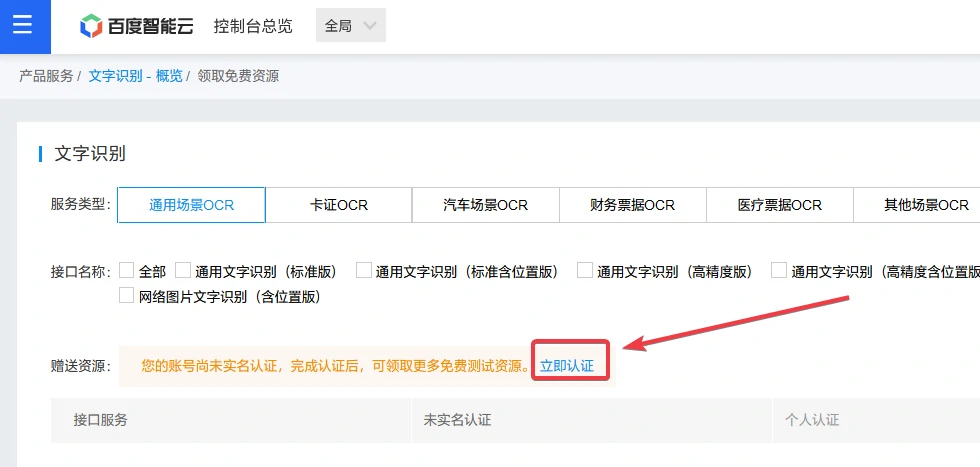 百度智能云 控制台总览 全局
产品服务 / 文字识别 - 概览 / 领取免费资源
文字识别
服务类型: 通用场景OCR 卡证OCR 汽车场景OCR 财务票据OCR 医疗票据OCR 其他场景OCR
接口名称: 全部 通用文字识别（标准版） 通用文字识别（标准含位置版） 通用文字识别（高精度版） 通用文字识别（高精度含位置版
网络图片文字识别（含位置版）
赠送资源: 您的账号尚未实名认证，完成认证后，可领取更多免费测试资源。 立即认证
接口服务 未实名认证 个人认证